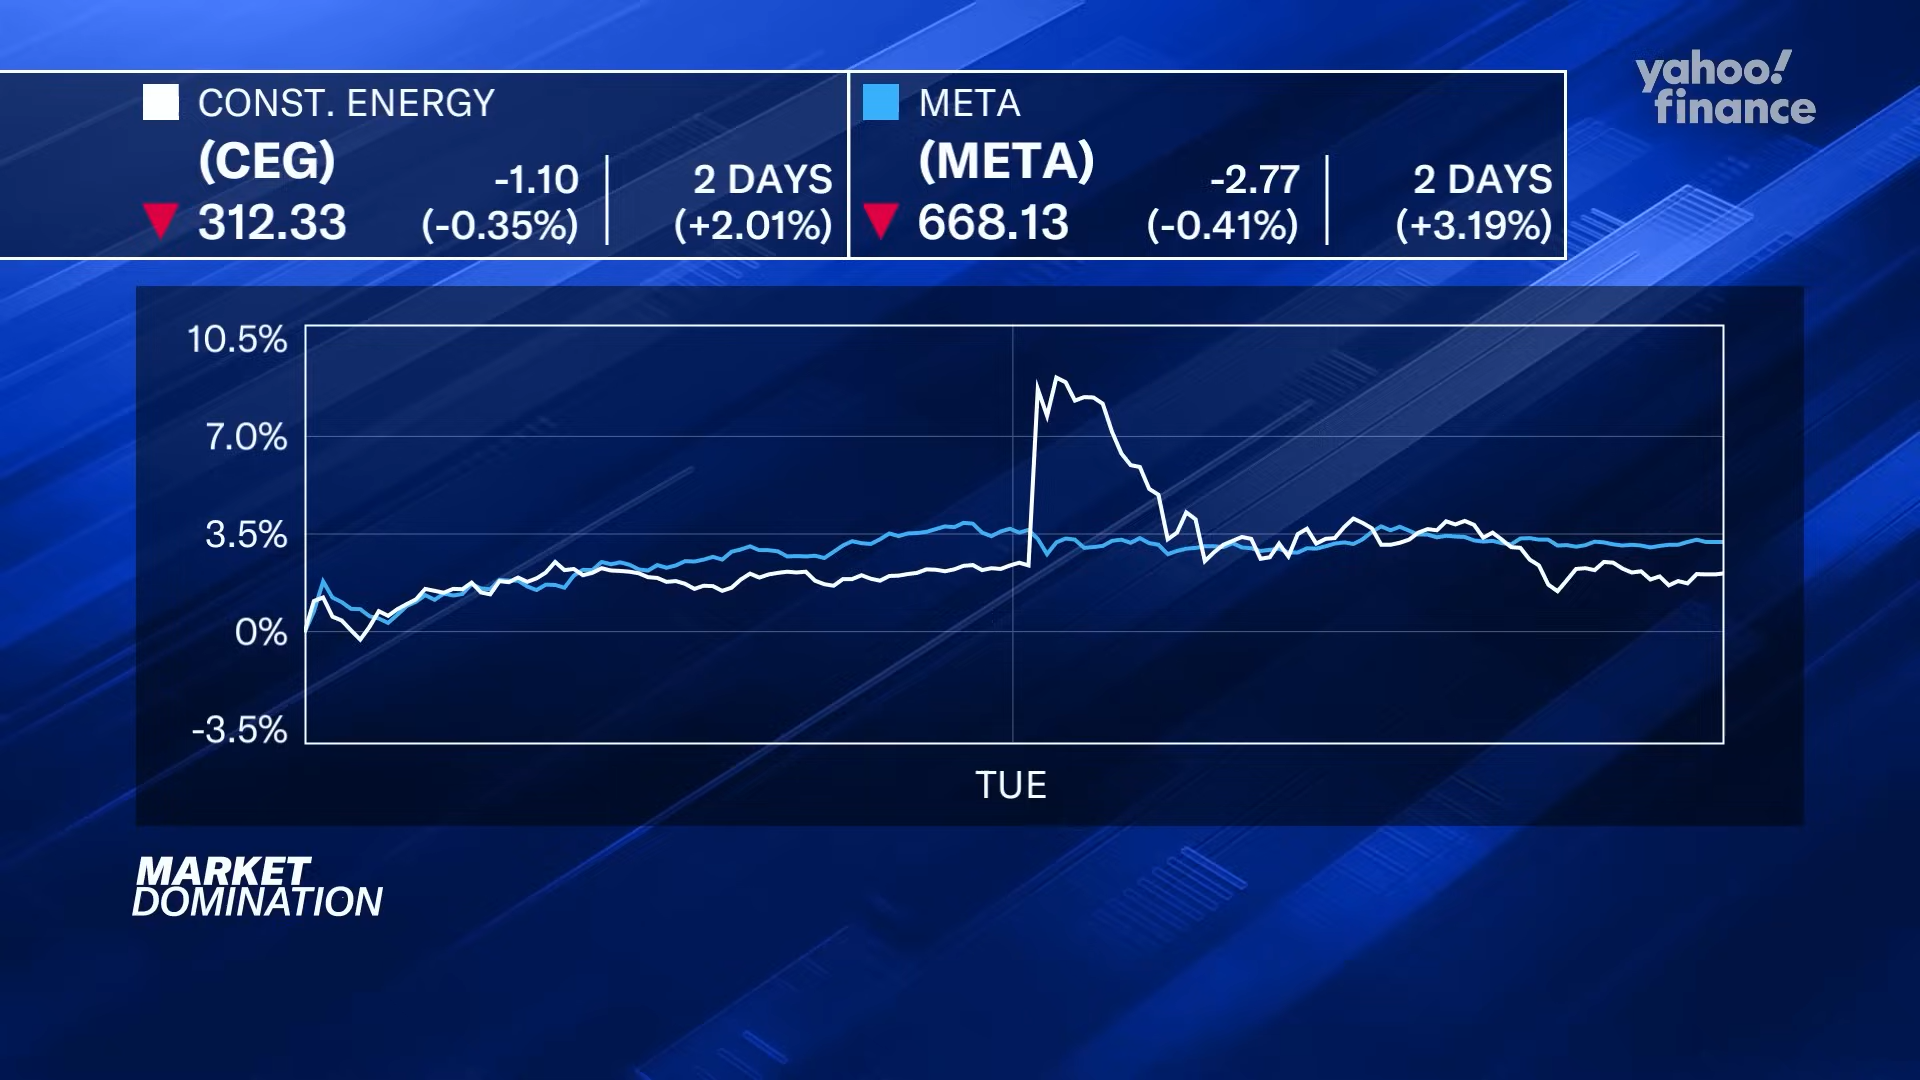 yahoo!
finance
CONST. ENERGY
(CEG)
312.33
-1.10
(-0.35%)
2 DAYS
(+2.01%)
META
(META)
668.13
-2.77
(-0.41%)
2 DAYS
(+3.19%)
10.5%
7.0%
3.5%
0%
-3.5%
TUE
MARKET
DOMINATION